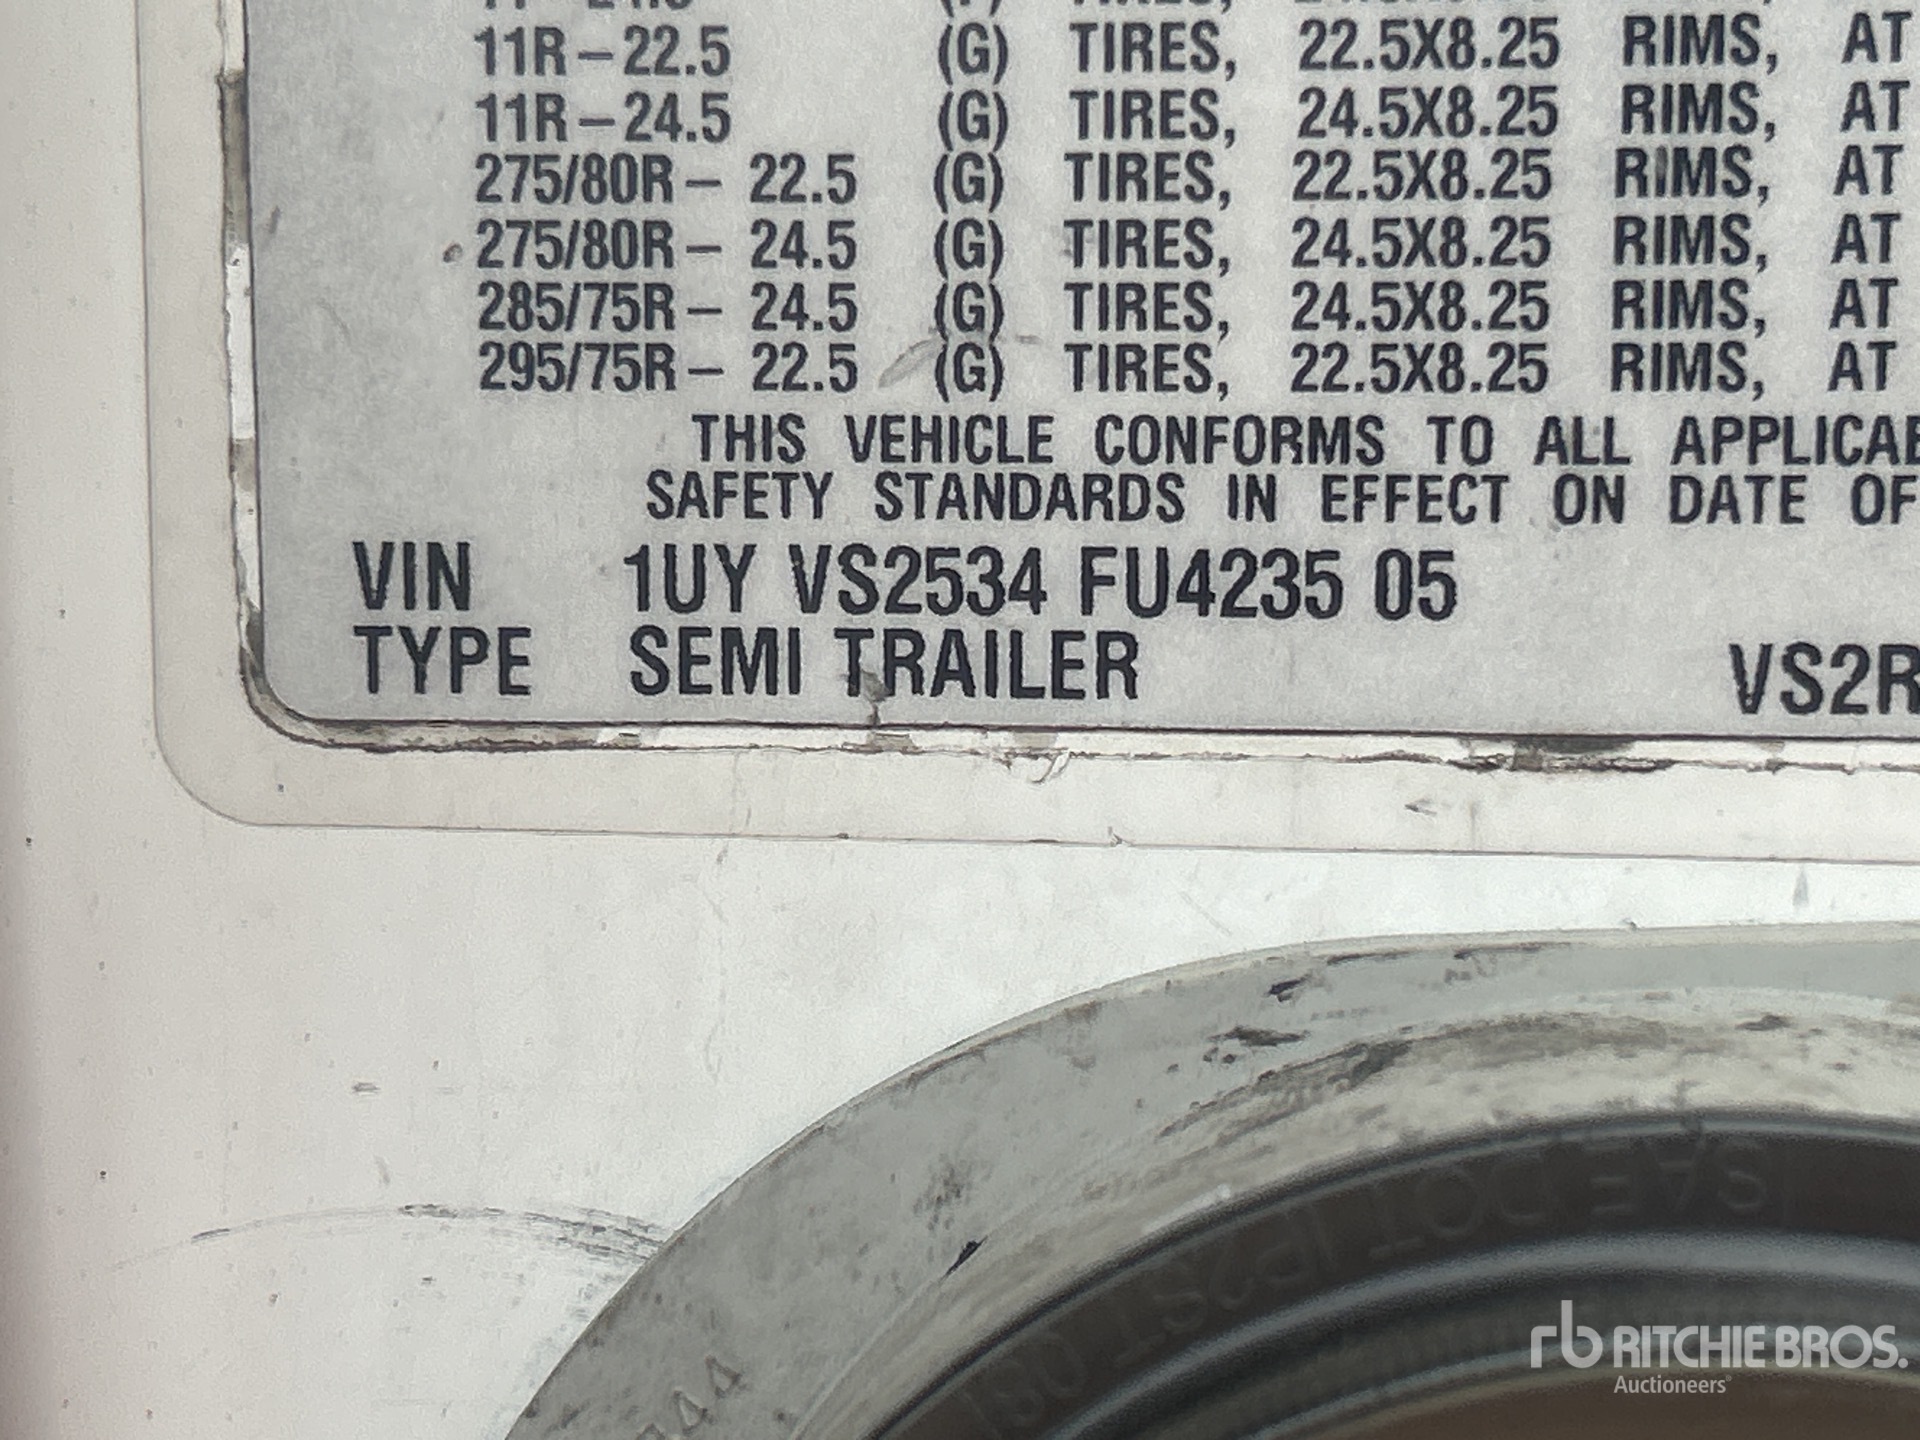 11R-22.5 (G) TIRES, 22.5X8.25 RIMS, AT
11R-24.5 (G) TIRES, 24.5X8.25 RIMS, AT
275/80R- 22.5 (G) TIRES, 22.5X8.25 RIMS, AT
275/80R- 24.5 (G) TIRES, 24.5X8.25 RIMS, AT
285/75R- 24.5 (G) TIRES, 24.5X8.25 RIMS, AT
295/75R- 22.5 (G) TIRES, 22.5X8.25 RIMS, AT
THIS VEHICLE CONFORMS TO ALL APPLICAB
SAFETY STANDARDS IN EFFECT ON DATE OF
VIN 1UY VS2534 FU4235 05
TYPE SEMI TRAILER VS2R
SAE DOT
rb RITCHIE BROS.
Auctioneers